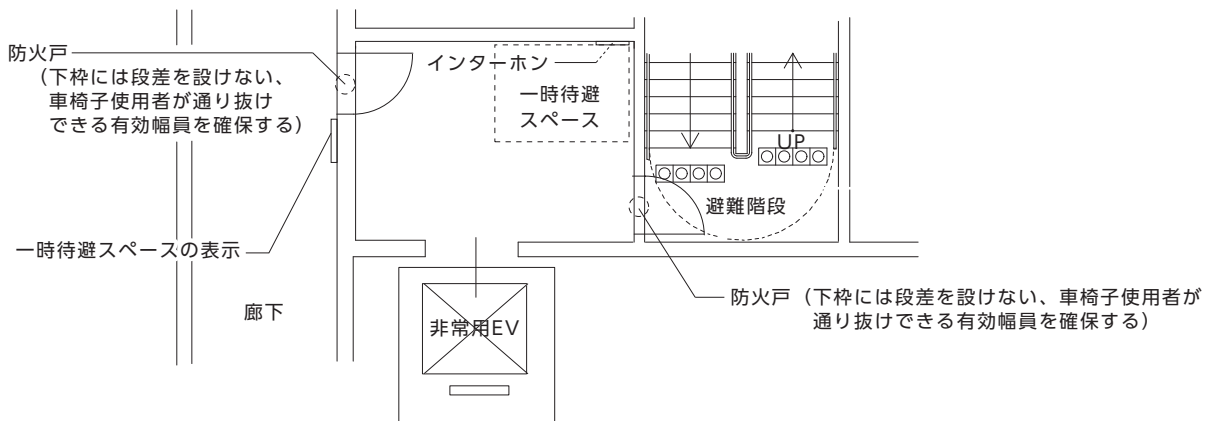 防火戸
(下枠には段差を設けない、
車椅子使用者が通り抜け
できる有効幅員を確保する)
インターホン
一時待避
スペース
UP
避難階段
一時待避スペースの表示
廊下
非常用EV
防火戸（下枠には段差を設けない、車椅子使用者が
通り抜けできる有効幅員を確保する）